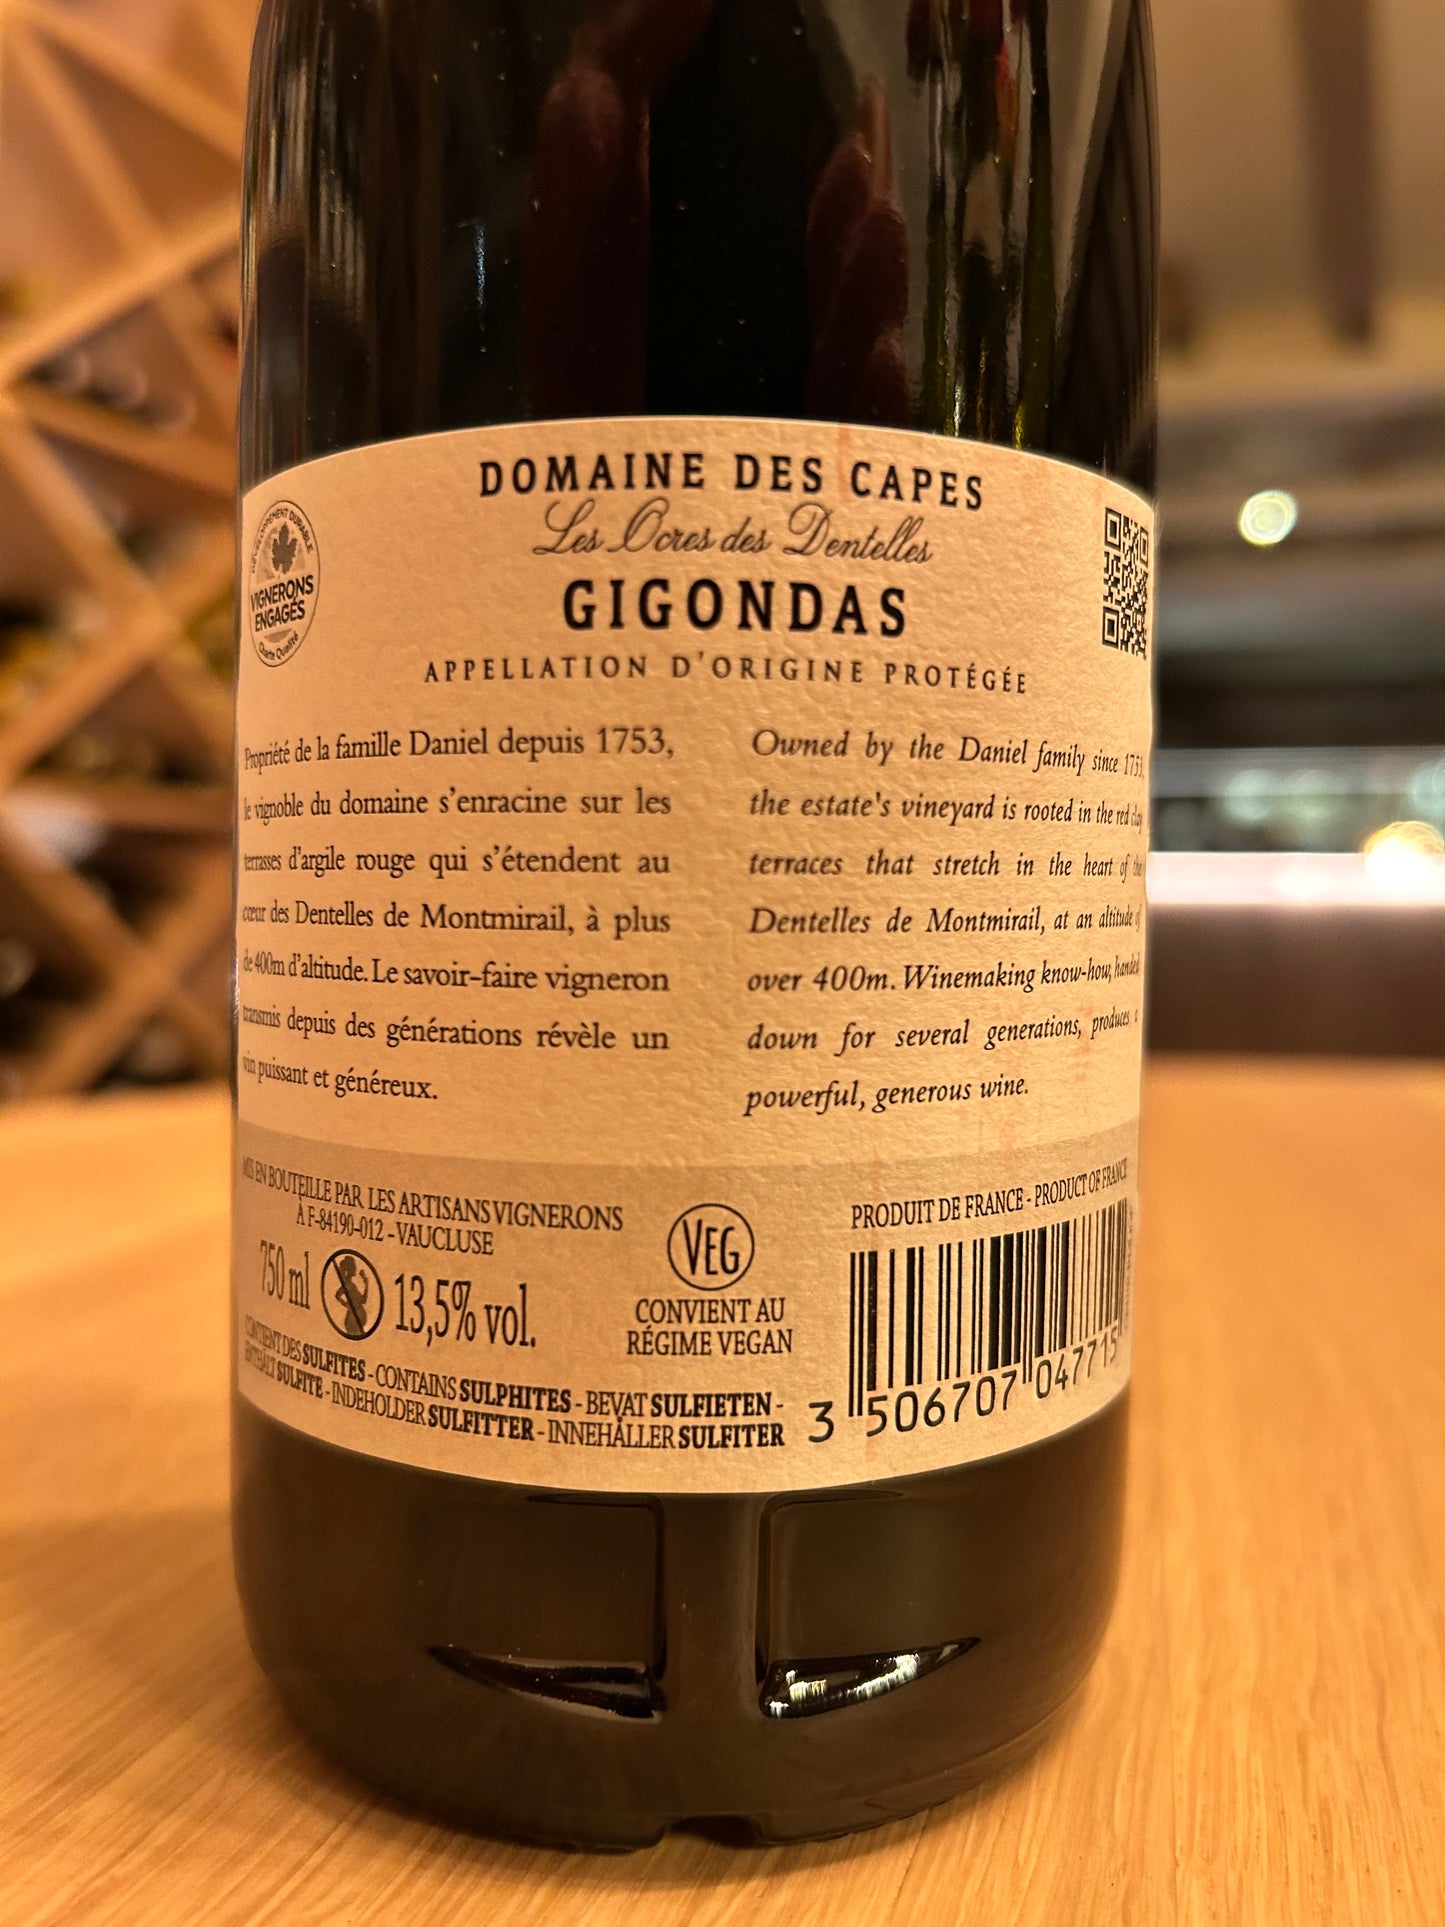 DOMAINE DES CAPES
Les Ocres des Dentelles
GIGONDAS
APPELLATION D'ORIGINE PROTÉGÉE
DÉVELOPPEMENT DURABLE
VIGNERONS
ENGAGÉS
Charte Qualité
Propriété de la famille Daniel depuis 1753,
le vignoble du domaine s'enracine sur les
terrasses d'argile rouge qui s'étendent au
cœur des Dentelles de Montmirail, à plus
de 400m d'altitude. Le savoir-faire vigneron
transmis depuis des générations révèle un
vin puissant et généreux.
Owned by the Daniel family since 1753,
the estate's vineyard is rooted in the red clay
terraces that stretch in the heart of the
Dentelles de Montmirail, at an altitude of
over 400m. Winemaking know-how, handed
down for several generations, produces a
powerful, generous wine.
MIS EN BOUTEILLE PAR LES ARTISANS VIGNERONS
À F-84190-012 - VAUCLUSE
750 ml
13,5% vol.
CONTIENT DES SULFITES - CONTAINS SULPHITES - BEVAT SULFIETEN -
ENTHÄLT SULFITE - INDEHOLDER SULFITTER - INNEHÅLLER SULFITER
VEG
CONVIENT AU
RÉGIME VEGAN
PRODUIT DE FRANCE - PRODUCT OF FRANCE
3 506707 047715